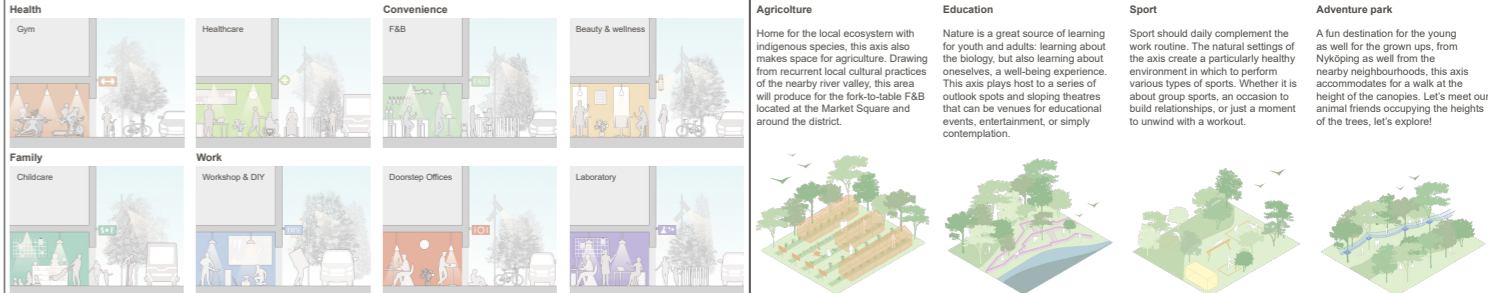 Health
Convenience
Gym
Healthcare
F&B
Beauty & wellness
Family
Work
Childcare
Workshop & DIY
Doorstep Offices
Laboratory
Agricolture
Home for the local ecosystem with
indigenous species, this axis also
makes space for agriculture. Drawing
from recurrent local cultural practices
of the nearby river valley, this area
will produce for the fork-to-table F&B
located at the Market Square and
around the district.
Education
Nature is a great source of learning
for youth and adults: learning about
the biology, but also learning about
oneselves, a well-being experience.
This axis plays host to a series of
outlook spots and sloping theatres
that can be venues for educational
events, entertainment, or simply
contemplation.
Sport
Sport should daily complement the
work routine. The natural settings of
the axis create a particularly healthy
environment in which to perform
various types of sports. Whether it is
about group sports, an occasion to
build relationships, or just a moment
to unwind with a workout.
Adventure park
A fun destination for the young
as well for the grown ups, from
Nyköping as well from the
nearby neighbourhoods, this axis
accommodates for a walk at the
height of the canopies. Let's meet our
animal friends occupying the heights
of the trees, let's explore!